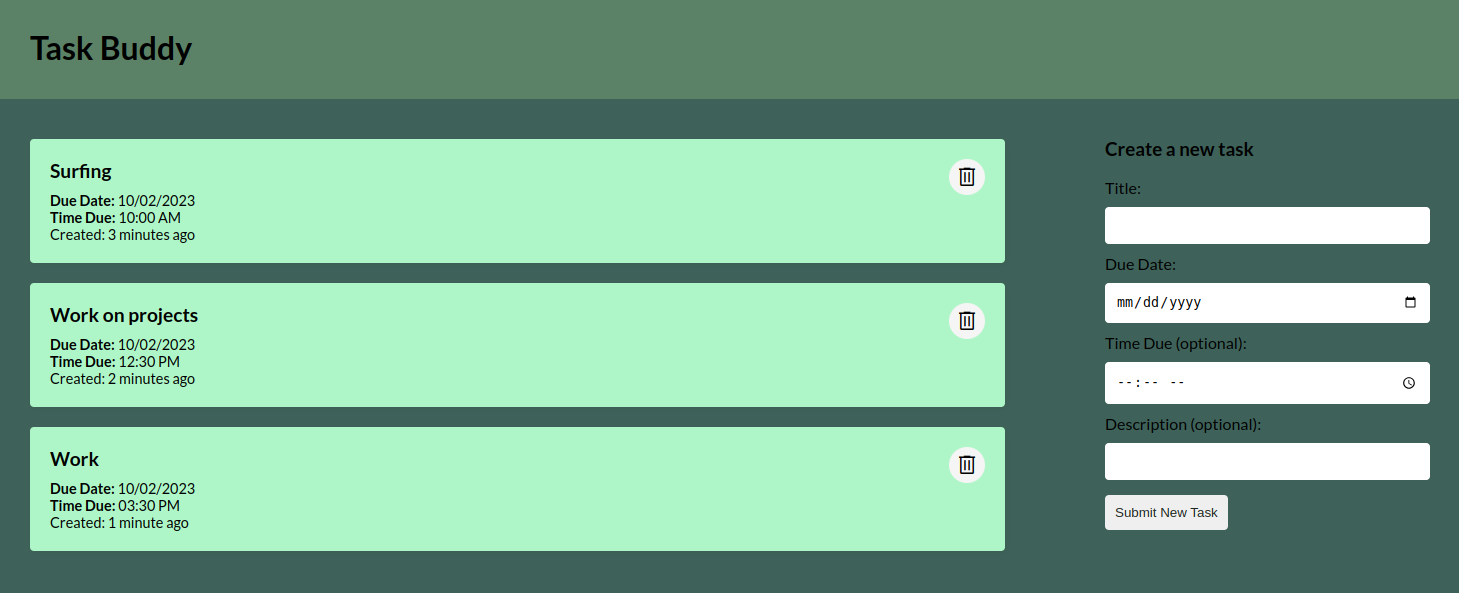 Task Buddy
Surfing
Due Date: 10/02/2023
Time Due: 10:00 AM
Created: 3 minutes ago
Work on projects
Due Date: 10/02/2023
Time Due: 12:30 PM
Created: 2 minutes ago
Work
Due Date: 10/02/2023
Time Due: 03:30 PM
Created: 1 minute ago
Create a new task
Title:
Due Date:
mm/dd/yyyy
Time Due (optional):
--:-- --
Description (optional):
Submit New Task